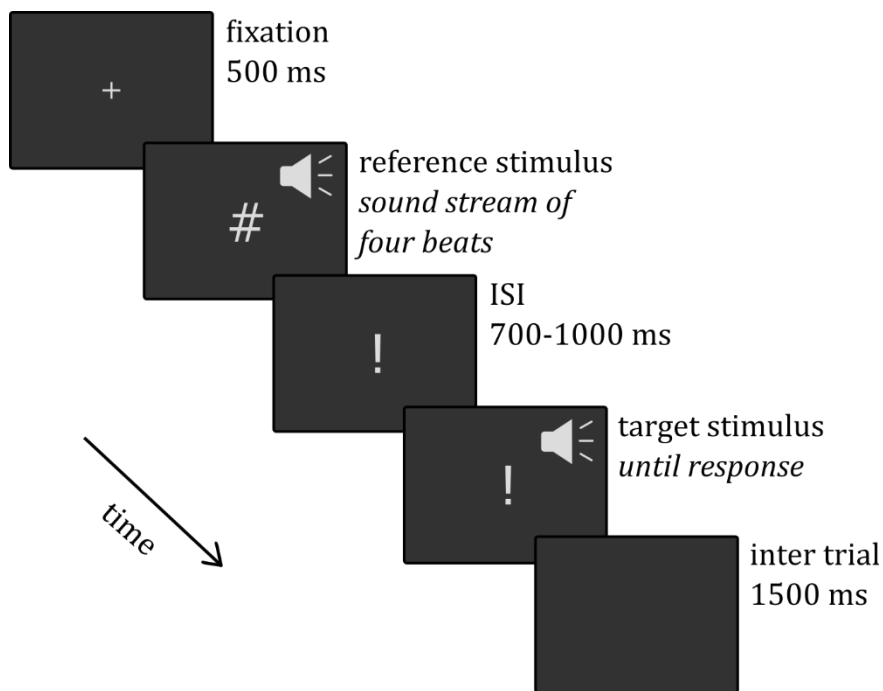 fixation
500 ms
+
reference stimulus
sound stream of
four beats
#
ISI
700-1000 ms
!
target stimulus
until response
!
time
inter trial
1500 ms